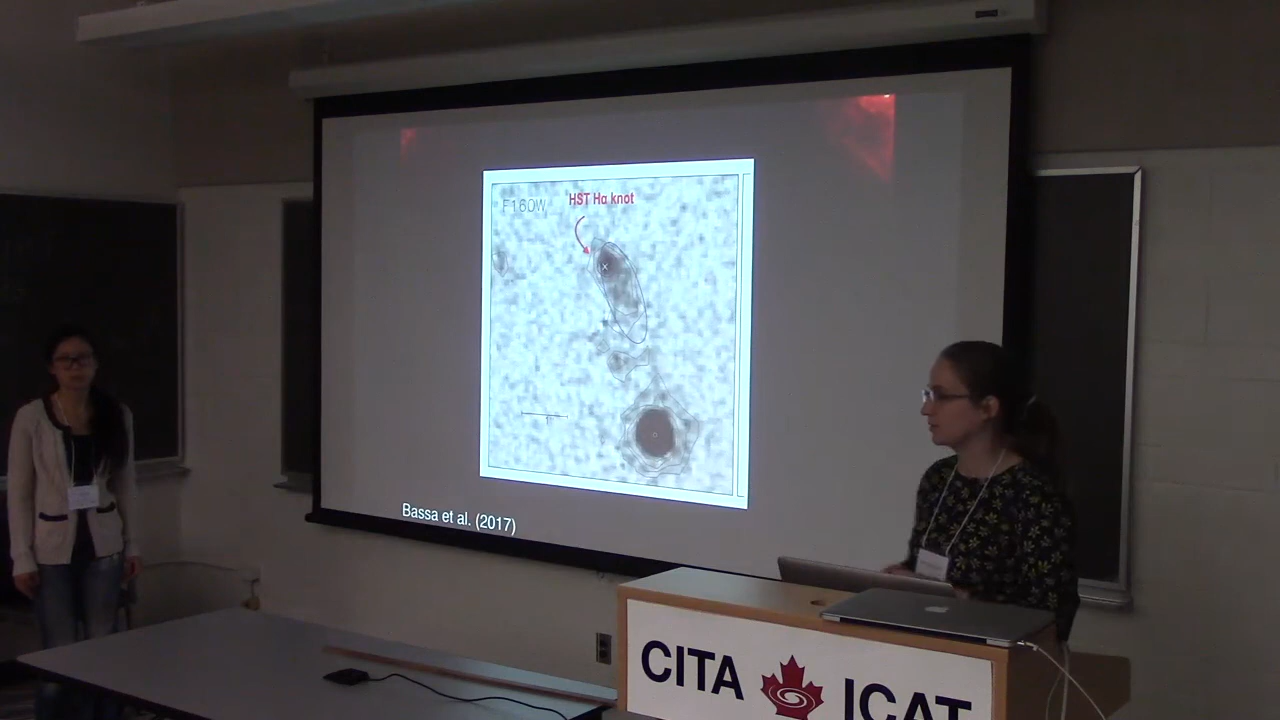 F160W
HST Hα knot
Bassa et al. (2017)
CITA ICAT